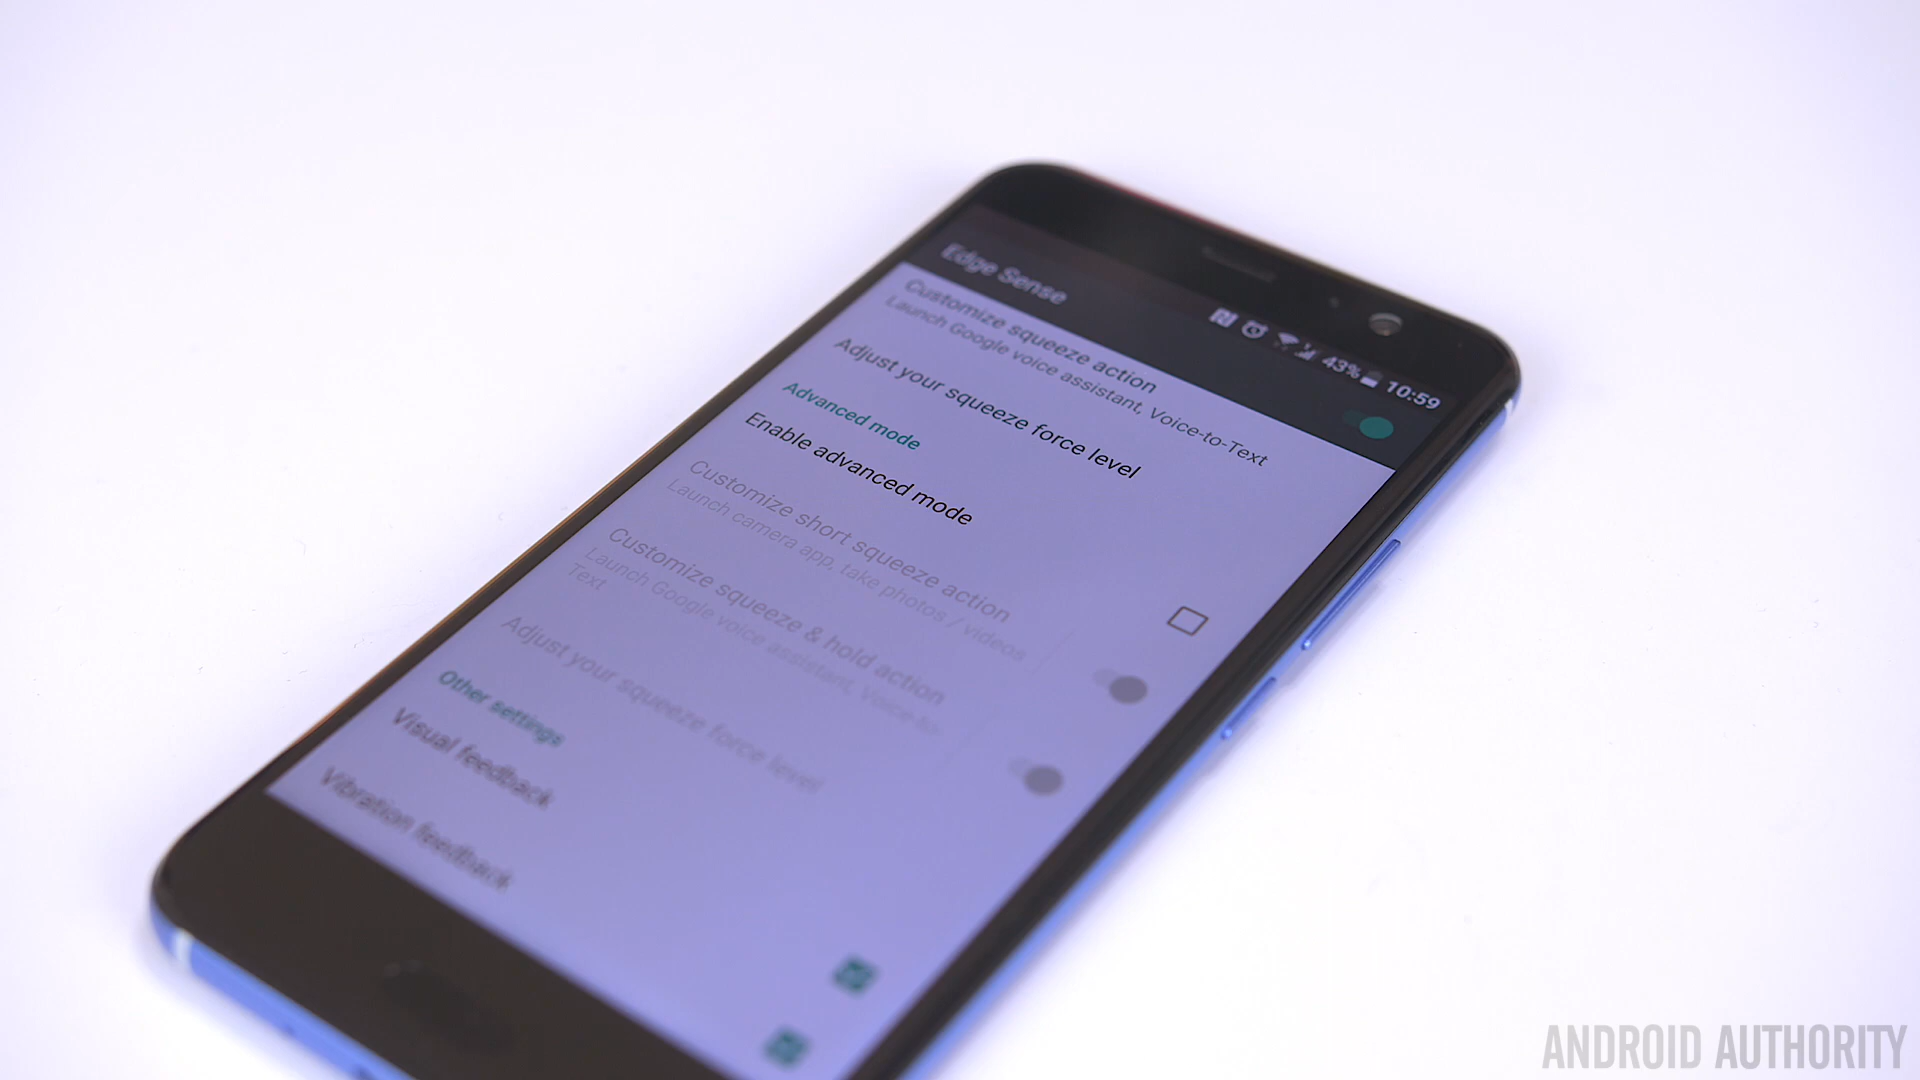 43% 10:59
Edge Sense
Customize squeeze action
Launch Google voice assistant, Voice-to-Text
Adjust your squeeze force level
Advanced mode
Enable advanced mode
Customize short squeeze action
Launch camera app, take photos / videos
Customize squeeze & hold action
Launch Google voice assistant, Voice-to-
Text
Adjust your squeeze force level
Other settings
Visual feedback
Vibration feedback
ANDROID AUTHORITY